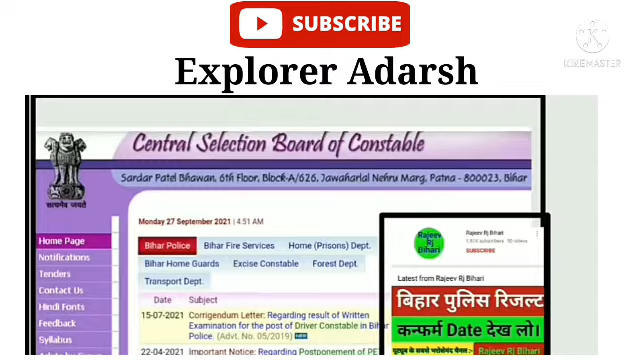 SUBSCRIBE
KINEMASTER
Explorer Adarsh
Central Selection Board of Constable
Sardar Patel Bhawan, 6th Floor, Block-A/626, Jawaharlal Nehru Marg, Patna - 800023, Bihar
सत्यमेव जयते
Monday 27 September 2021 | 4:51 AM
Home Page
Notifications
Tenders
Contact Us
Hindi Fonts
Feedback
Syllabus
Bihar Police
Bihar Fire Services
Home (Prisons) Dept.
Bihar Home Guards
Excise Constable
Forest Dept.
Transport Dept.
Date
Subject
15-07-2021
Corrigendum Letter: Regarding result of Written
Examination for the post of Driver Constable in Bihar
Police. (Advt. No. 05/2019)
22-04-2021
Important Notice: Regarding Postponement of PET
Rajeev
Rj
Bihari
Rajeev Rj Bihari
SUBSCRIBE
Latest from Rajeev Rj Bihari
बिहार पुलिस रिजल्ट
कन्फर्म Date देख लो।
Rajeev Rj Bihari